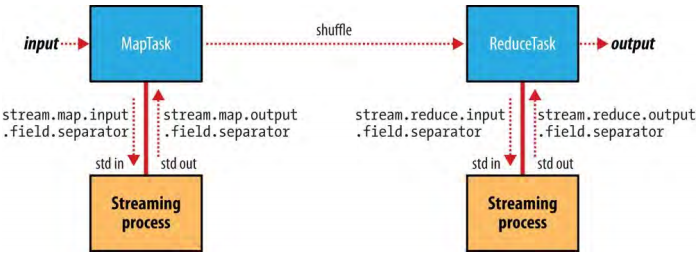 input
MapTask
shuffle
ReduceTask
output
stream.map.input
.field.separator
stream.map.output
.field.separator
stream.reduce.input
.field.separator
stream.reduce.output
.field.separator
std in
std out
std in
std out
Streaming
process
Streaming
process